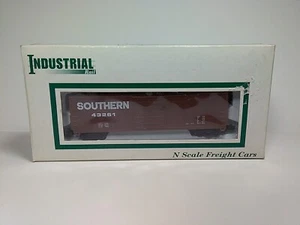 INDUSTRIAL
Rail
SOUTHERN
43261
N Scale Freight Cars